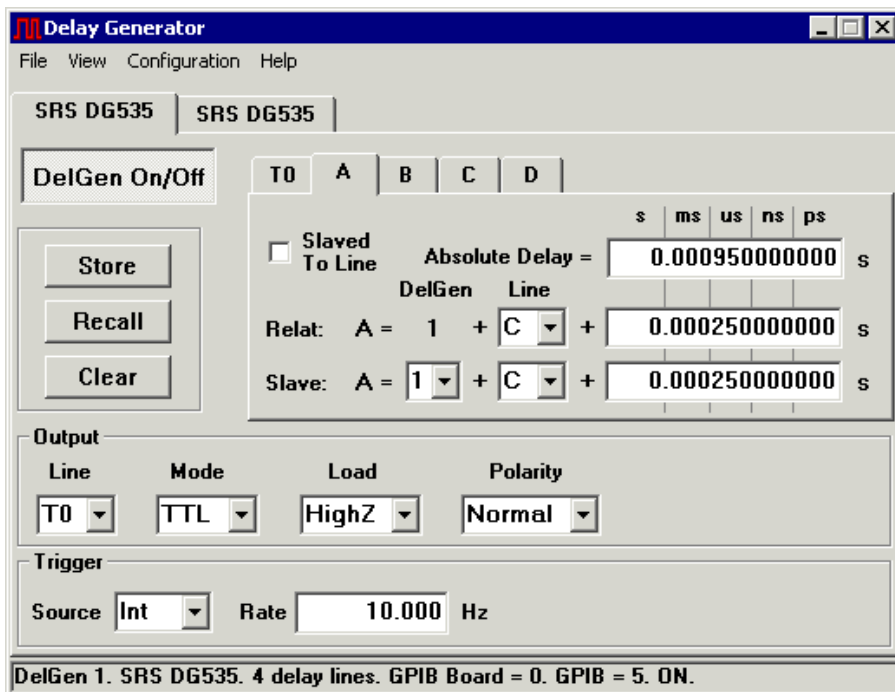 Delay Generator
File View Configuration Help
SRS DG535 SRS DG535
DelGen On/Off
Store
Recall
Clear
T0 A B C D
s ms us ns ps
Slaved To Line
Absolute Delay = 0.000950000000 s
DelGen Line
Relat: A = 1 + C + 0.000250000000 s
Slave: A = 1 + C + 0.000250000000 s
Output
Line Mode Load Polarity
T0 TTL HighZ Normal
Trigger
Source Int Rate 10.000 Hz
DelGen 1. SRS DG535. 4 delay lines. GPIB Board = 0. GPIB = 5. ON.